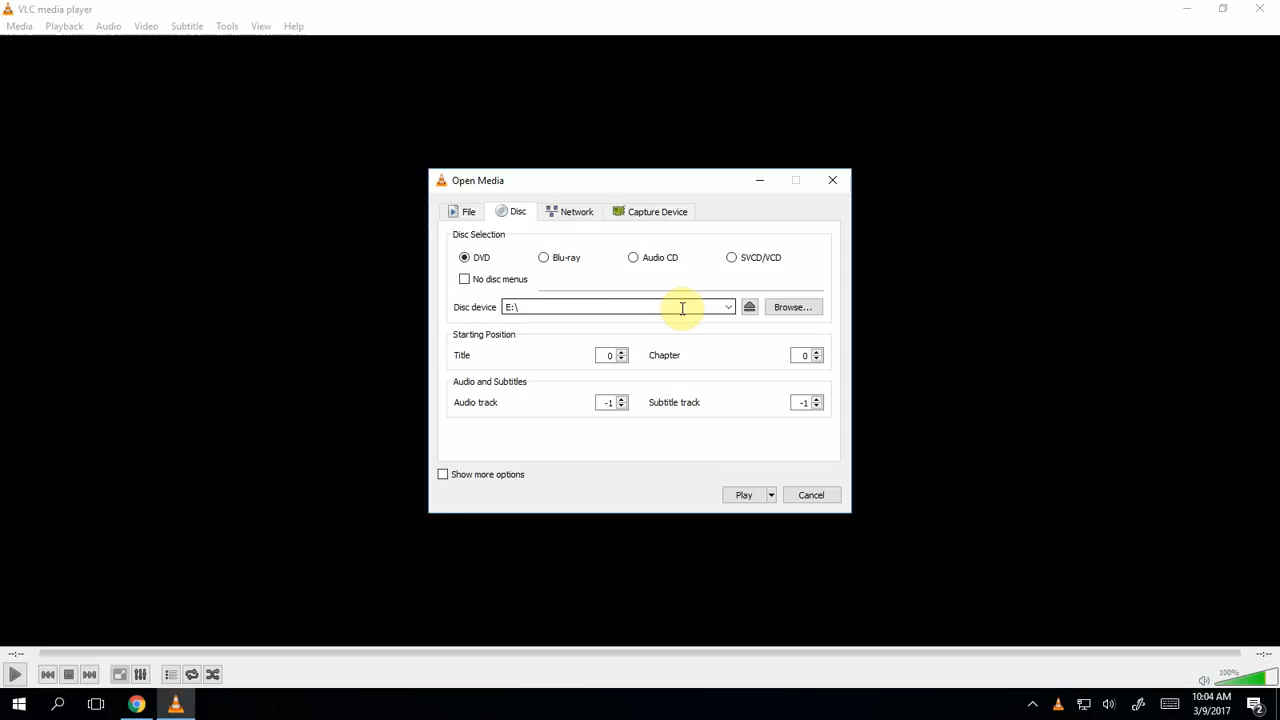 VLC media player
Media Playback Audio Video Subtitle Tools View Help
Open Media
File Disc Network Capture Device
Disc Selection
DVD Blu-ray Audio CD SVCD/VCD
No disc menus
Disc device E:\ Browse...
Starting Position
Title 0 Chapter 0
Audio and Subtitles
Audio track -1 Subtitle track -1
Show more options
Play Cancel
--:-- --:--
100%
10:04 AM
3/9/2017
2